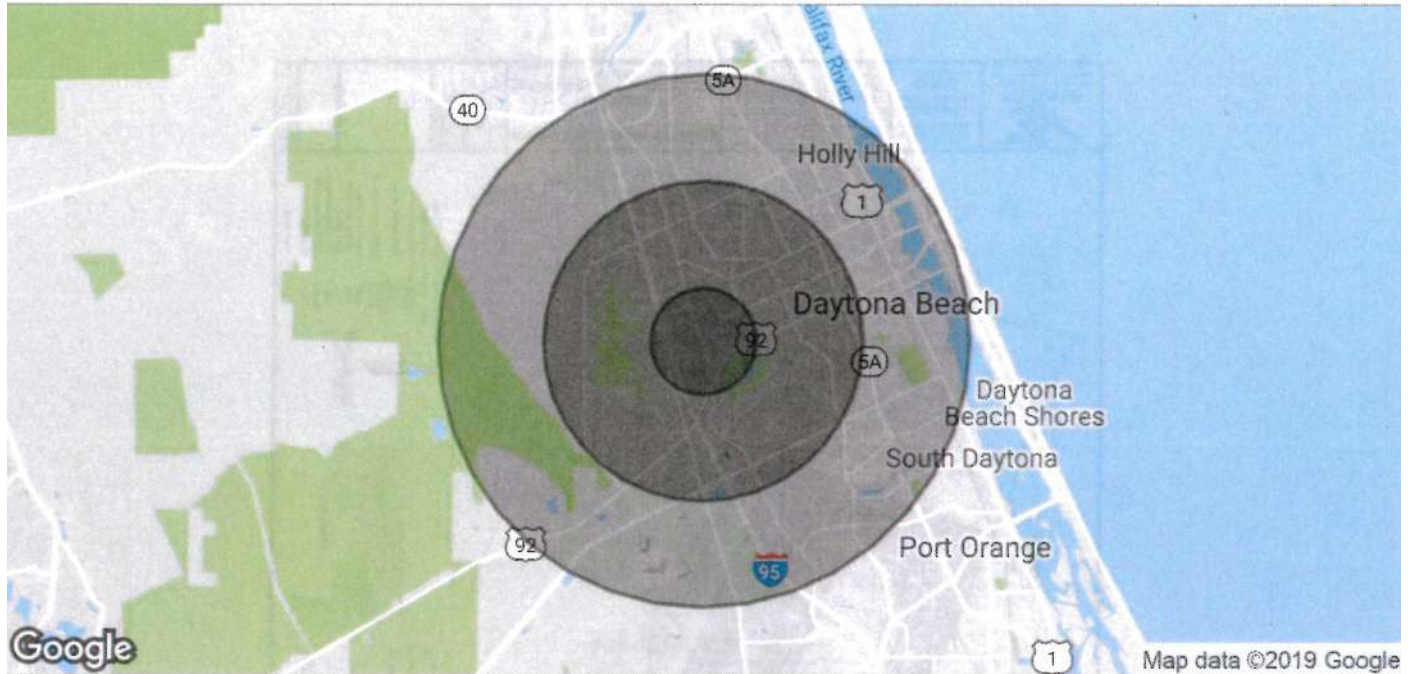 alifax River
5A
40
Holly Hill
1
Daytona Beach
92
5A
Daytona
Beach Shores
South Daytona
92
Port Orange
95
Google
1
Map data ©2019 Google